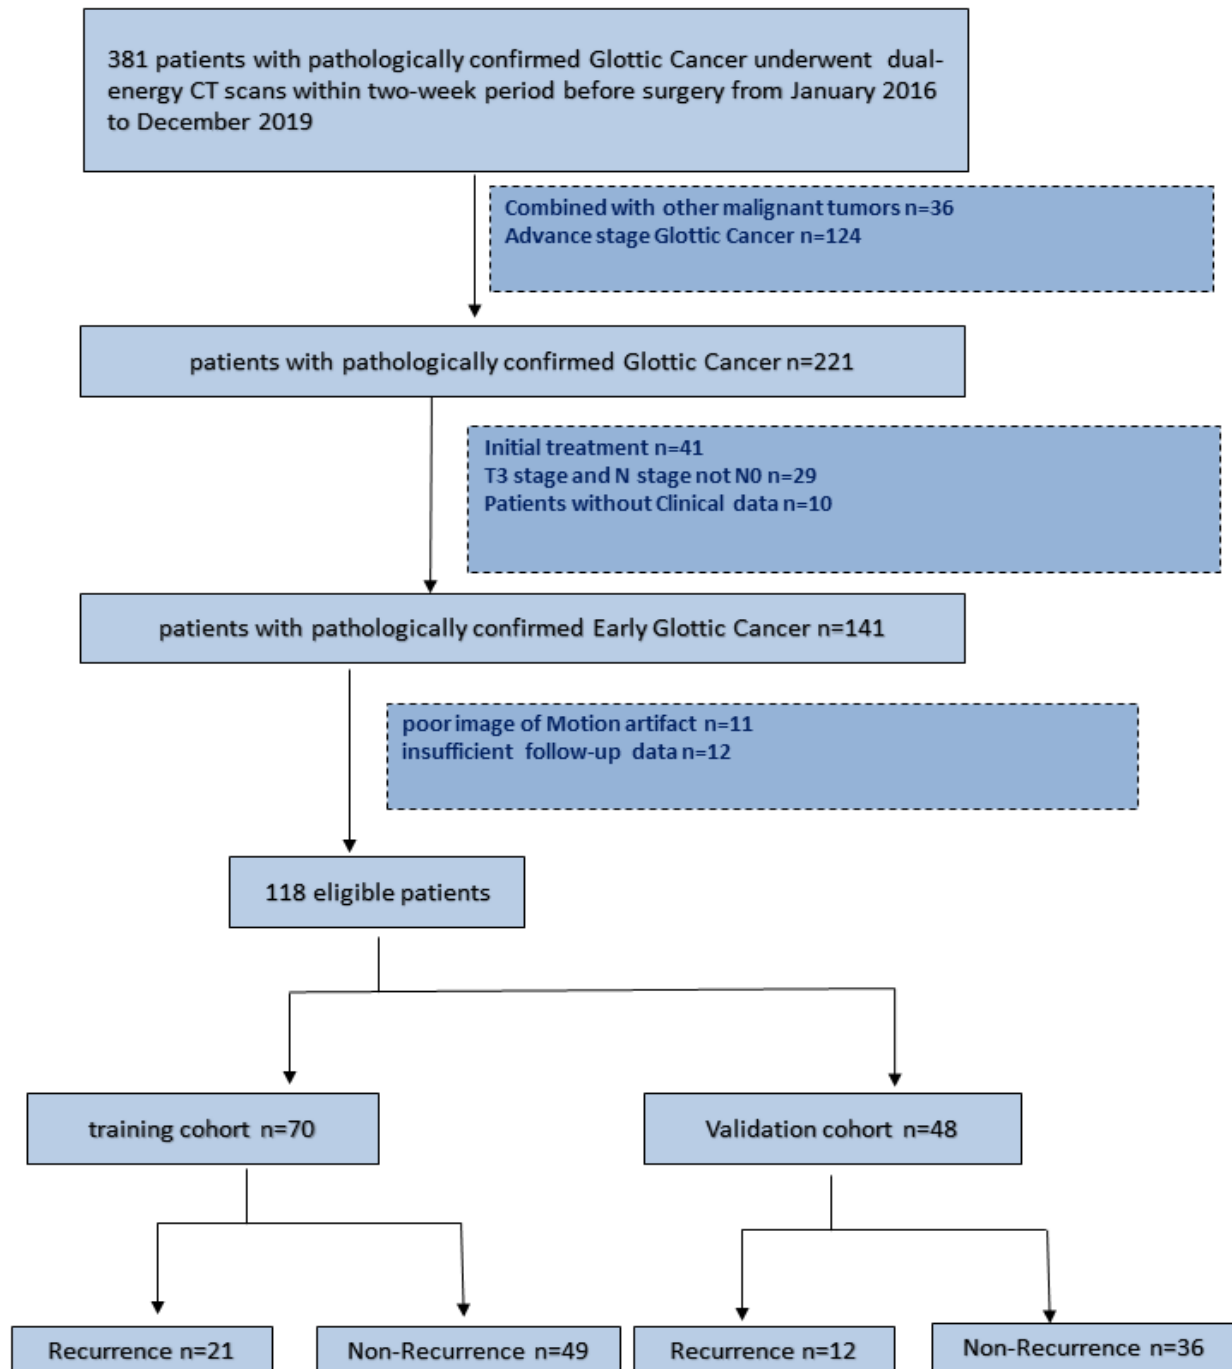 381 patients with pathologically confirmed Glottic Cancer underwent dual-
energy CT scans within two-week period before surgery from January 2016
to December 2019
Combined with other malignant tumors n=36
Advance stage Glottic Cancer n=124
patients with pathologically confirmed Glottic Cancer n=221
Initial treatment n=41
T3 stage and N stage not N0 n=29
Patients without Clinical data n=10
patients with pathologically confirmed Early Glottic Cancer n=141
poor image of Motion artifact n=11
insufficient follow-up data n=12
118 eligible patients
training cohort n=70
Validation cohort n=48
Recurrence n=21
Non-Recurrence n=49
Recurrence n=12
Non-Recurrence n=36